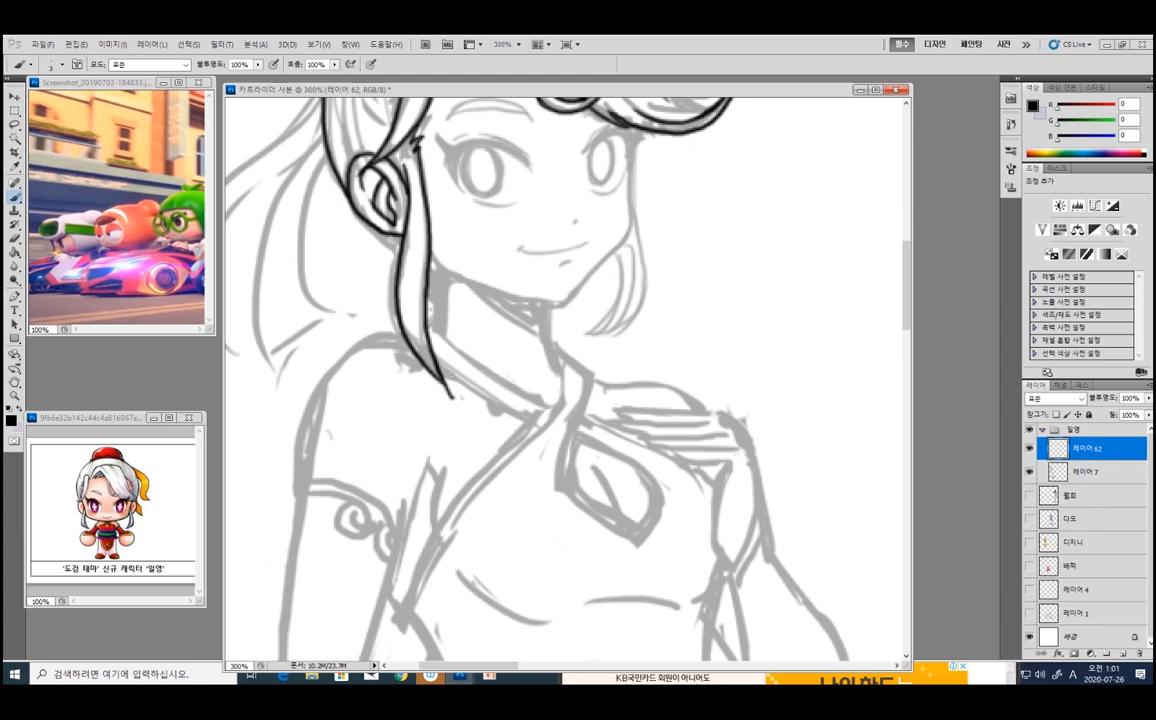 Ps 파일(F) 편집(E) 이미지(I) 레이어(L) 선택(S) 필터(T) 분석(A) 3D(D) 보기(V) 창(W) 도움말(H) Br Mb 300% 필수 디자인 페인팅 사진 CS Live
3 모드: 표준 불투명도: 100% 흐름: 100%
Screenshot_20190702-184833.j...
카트라이더 사본 @ 300% (레이어 62, RGB/8) *
색상 색상 견본 스타일
R 0
G 0
B 0
조정 마스크
조정 추가
레벨 사전 설정
곡선 사전 설정
노출 사전 설정
색조/채도 사전 설정
흑백 사전 설정
채널 혼합 사전 설정
선택 색상 사전 설정
100%
레이어 채널 패스
표준 불투명도: 100%
잠그기: 칠: 100%
9fb6e32b142c44c4a816067e...
'도검 테마' 신규 캐릭터 '일영'
100%
일영
레이어 62
레이어 7
월희
다오
디지니
배찌
레이어 4
레이어 1
배경
300% 문서: 10.2M/23.7M
검색하려면 여기에 입력하십시오.
KB국민카드 회원이 아니어도
A 오전 1:01
2020-07-26